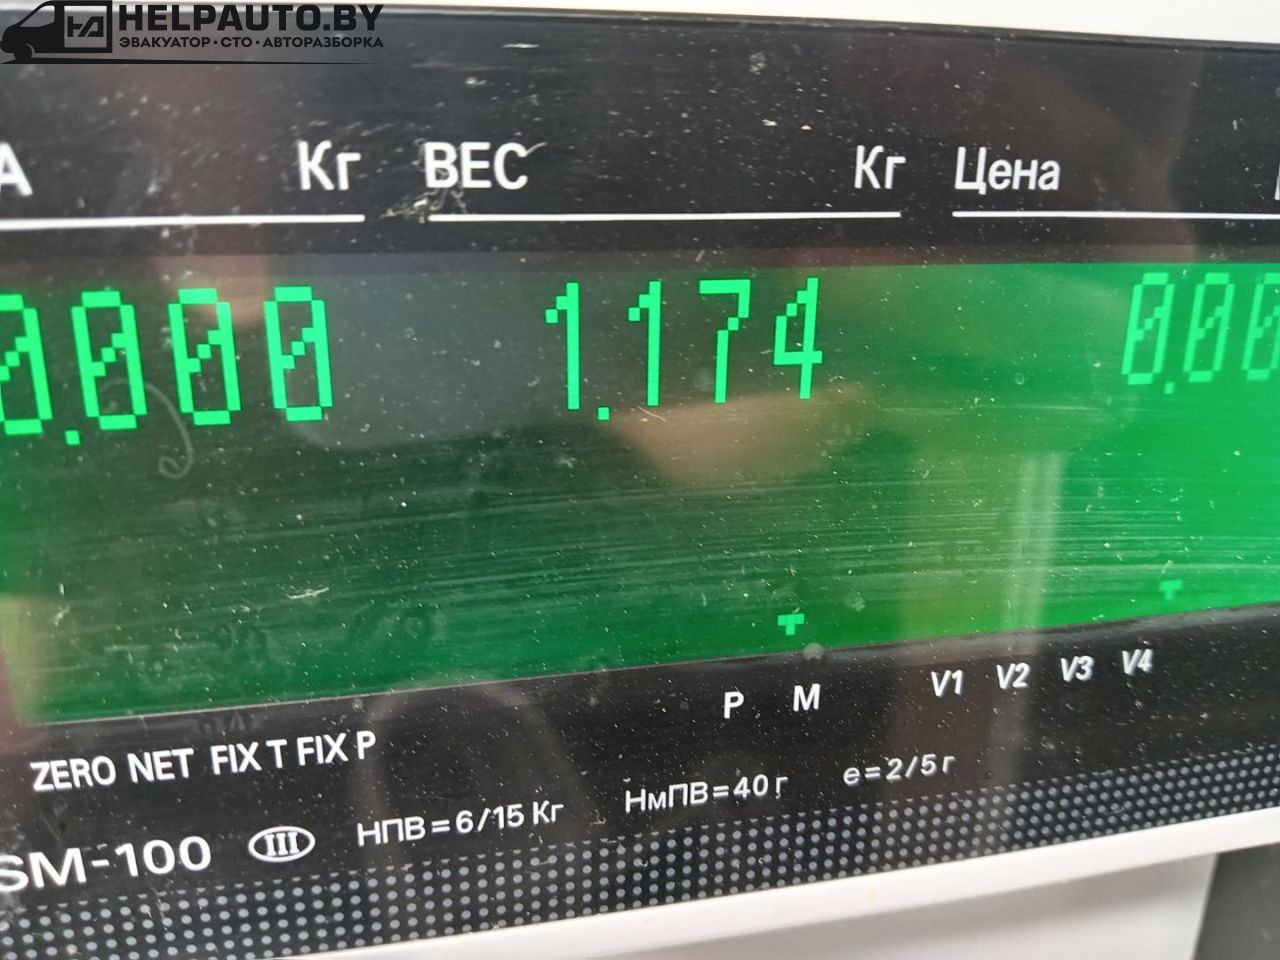 HELPAUTO.BY
ЭВАКУАТОР·СТО·АВТОРАЗБОРКА
Кг ВЕС Кг Цена
0.000 1.174 0.00
P M V1 V2 V3 V4
ZERO NET FIX T FIX P
SM-100 III НПВ=6/15 Кг НмПВ=40 г e=2/5 г